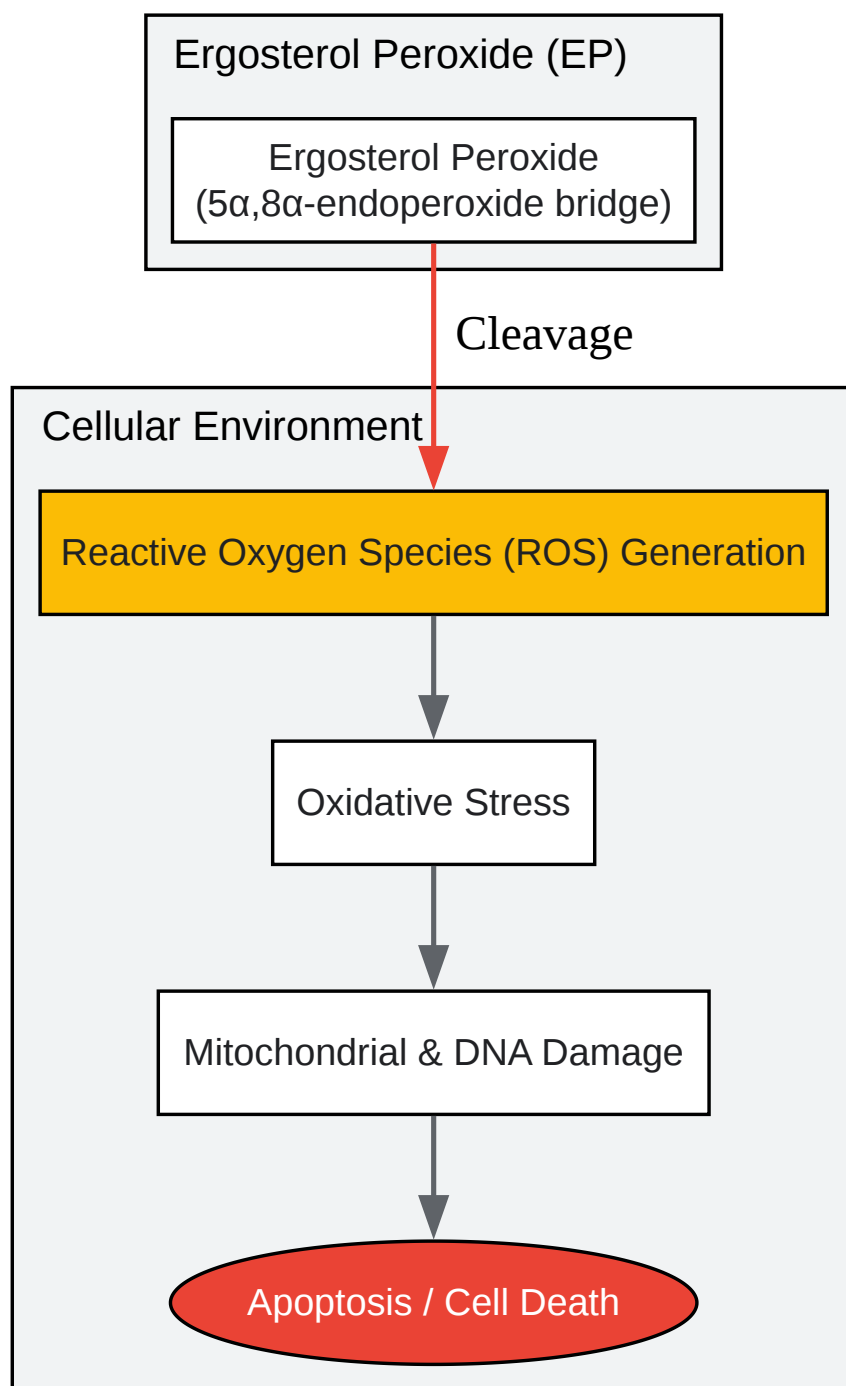 Ergosterol Peroxide (EP)
Ergosterol Peroxide
(5α,8α-endoperoxide bridge)
Cleavage
Cellular Environment
Reactive Oxygen Species (ROS) Generation
Oxidative Stress
Mitochondrial & DNA Damage
Apoptosis / Cell Death